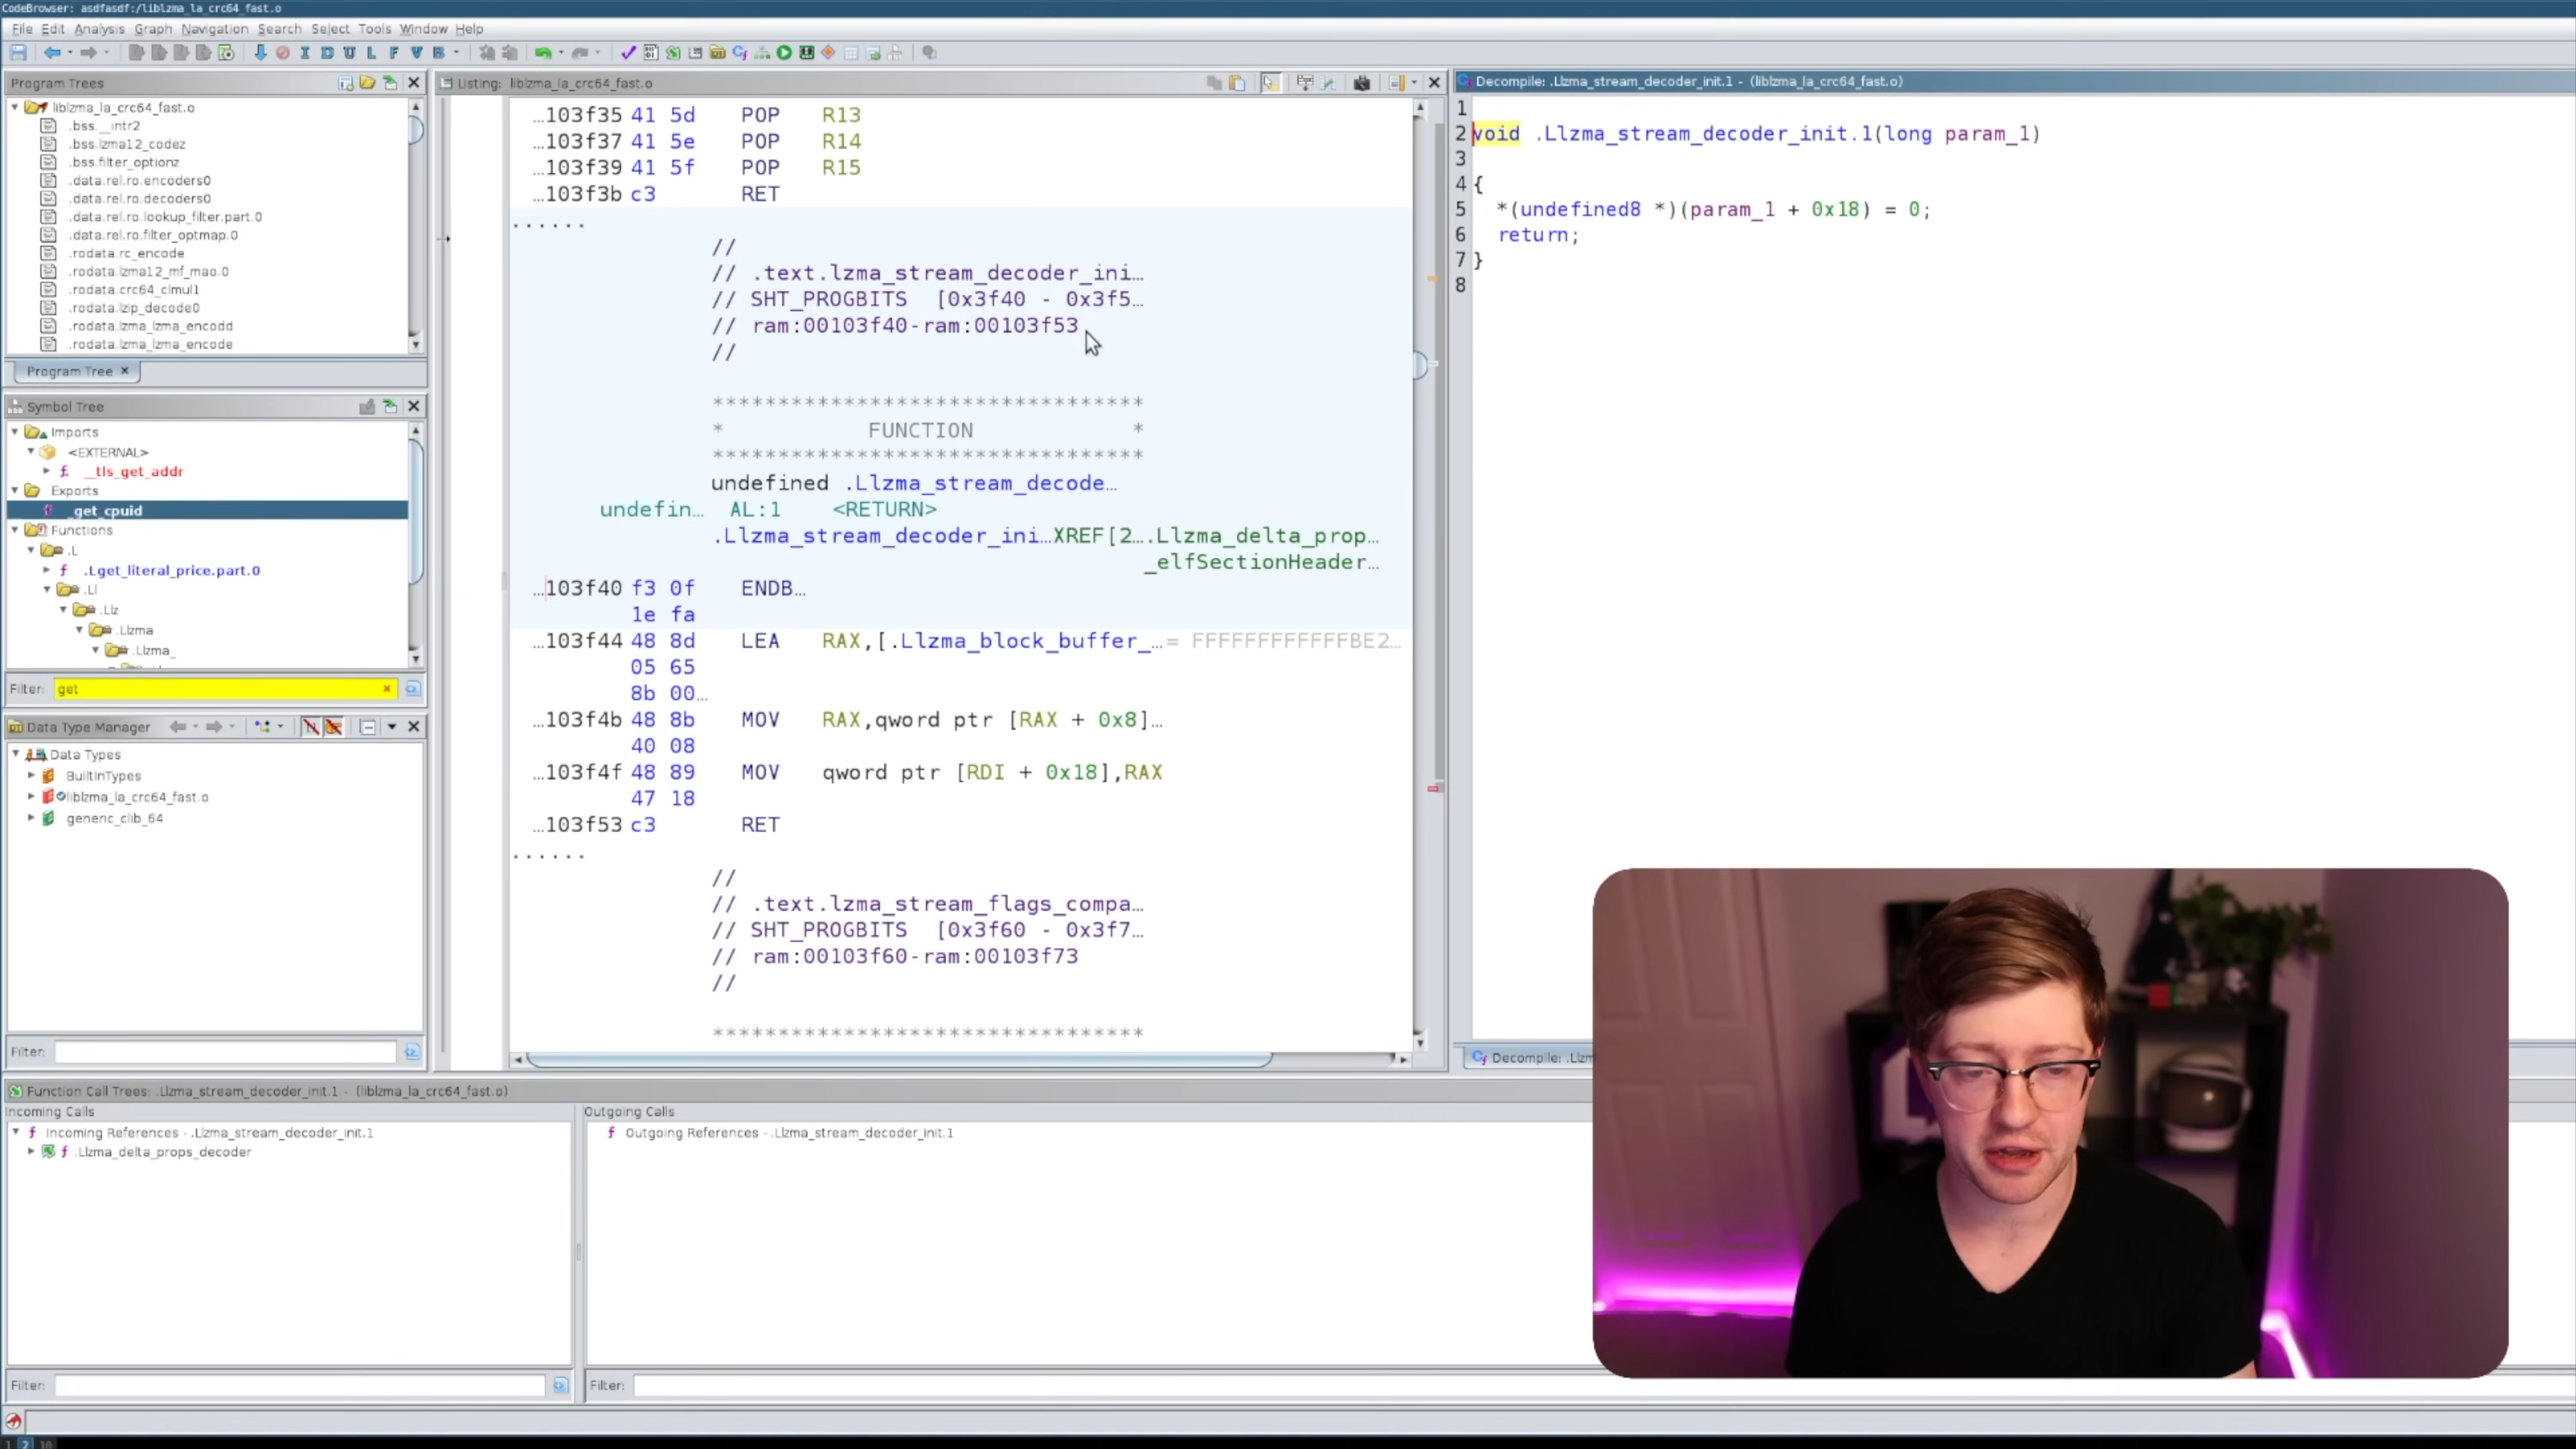 CodeBrowser: asdfasdf:/liblzma_la_crc64_fast.o
File Edit Analysis Graph Navigation Search Select Tools Window Help
I D U L F V B
Program Trees
liblzma_la_crc64_fast.o
.bss.__intr2
.bss.lzma12_codez
.bss.filter_optionz
.data.rel.ro.encoders0
.data.rel.ro.decoders0
.data.rel.ro.lookup_filter.part.0
.data.rel.ro.filter_optmap.0
.rodata.rc_encode
.rodata.lzma12_mf_mao.0
.rodata.crc64_clmul1
.rodata.lzip_decode0
.rodata.lzma_lzma_encodd
.rodata.lzma_lzma_encode
Program Tree
Symbol Tree
Imports
<EXTERNAL>
f __tls_get_addr
Exports
f _get_cpuid
Functions
.L
f .Lget_literal_price.part.0
.Ll
.Llz
.Llzma
.Llzma_
Filter: get
Data Type Manager
Data Types
BuiltInTypes
liblzma_la_crc64_fast.o
generic_clib_64
Filter:
Listing: liblzma_la_crc64_fast.o
...103f35 41 5d POP R13
...103f37 41 5e POP R14
...103f39 41 5f POP R15
...103f3b c3 RET
......
//
// .text.lzma_stream_decoder_ini...
// SHT_PROGBITS [0x3f40 - 0x3f5...
// ram:00103f40-ram:00103f53
//
*********************************
* FUNCTION *
*********************************
undefined .Llzma_stream_decode...
undefin... AL:1 <RETURN>
.Llzma_stream_decoder_ini...XREF[2... .Llzma_delta_prop...
_elfSectionHeader...
...103f40 f3 0f ENDB...
1e fa
...103f44 48 8d LEA RAX,[.Llzma_block_buffer_...= FFFFFFFFFFFFBE2...
05 65
8b 00...
...103f4b 48 8b MOV RAX,qword ptr [RAX + 0x8]...
40 08
...103f4f 48 89 MOV qword ptr [RDI + 0x18],RAX
47 18
...103f53 c3 RET
......
//
// .text.lzma_stream_flags_compa...
// SHT_PROGBITS [0x3f60 - 0x3f7...
// ram:00103f60-ram:00103f73
//
*********************************
Decompile: .Llzma_stream_decoder_init.1 - (liblzma_la_crc64_fast.o)
1
2 void .Llzma_stream_decoder_init.1(long param_1)
3
4 {
5 *(undefined8 *)(param_1 + 0x18) = 0;
6 return;
7 }
8
Decompile: .Llzm
Function Call Trees: .Llzma_stream_decoder_init.1 - (liblzma_la_crc64_fast.o)
Incoming Calls
f Incoming References - .Llzma_stream_decoder_init.1
f .Llzma_delta_props_decoder
Filter:
Outgoing Calls
f Outgoing References - .Llzma_stream_decoder_init.1
Filter:
1 2 10